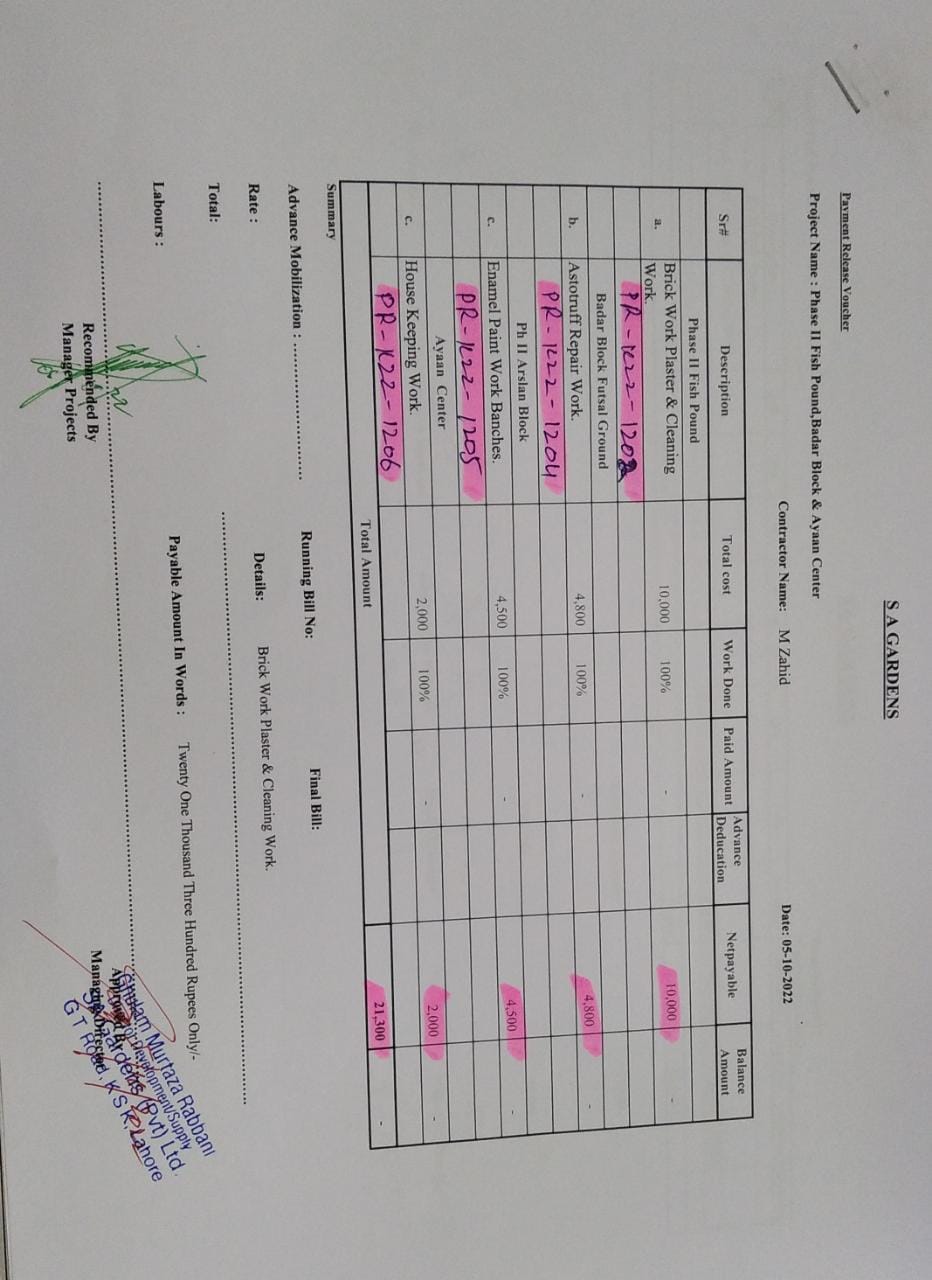 S A GARDENS
Payment Release Voucher
Project Name : Phase II Fish Pound,Badar Block & Ayaan Center
Contractor Name: M Zahid Date: 05-10-2022
Sr# Description Total cost Work Done Paid Amount Advance Deducation Netpayable Balance Amount
Phase II Fish Pound
a. Brick Work Plaster & Cleaning Work. 10,000 100% - 10,000 -
Badar Block Futsal Ground
b. Astotruff Repair Work. 4,800 100% - 4,800 -
PR-1C22-1204
Ph II Arslan Block
c. Enamel Paint Work Banches. 4,500 100% - 4,500 -
PR-1C22-1205
Ayaan Center
c. House Keeping Work. 2,000 100% - 2,000 -
PR-1C22-1206
Total Amount 21,300 -
Summary
Advance Mobilization : ........................ Running Bill No: Final Bill:
Rate : Details: Brick Work Plaster & Cleaning Work.
Total:
Labours : Payable Amount In Words : Twenty One Thousand Three Hundred Rupees Only/-
Recommended By
Manager Projects
Approved By
Managing Director
Ghulam Murtaza Rabbani
Development/Supply
S.A Gardens (Pvt) Ltd.
G T Road, K S K, Lahore